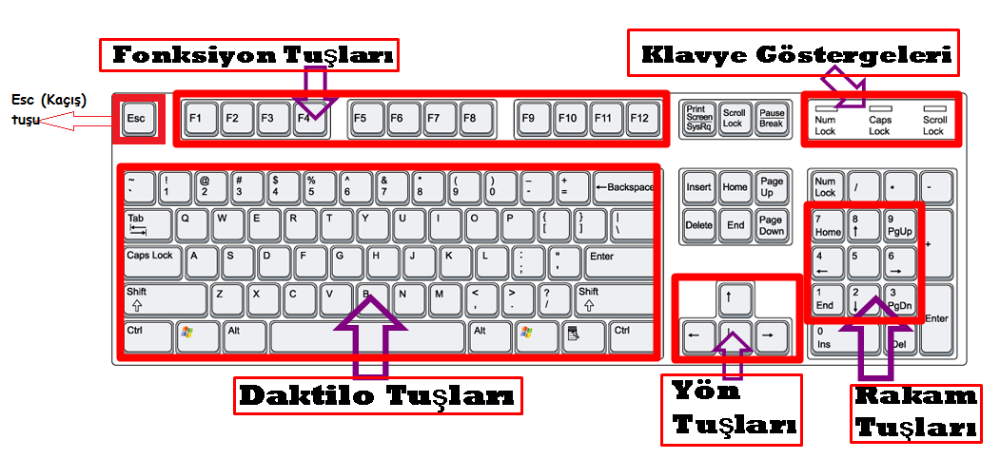 Fonksiyon Tuşları
Klavye Göstergeleri
Esc (Kaçış)
tuşu
Esc
F1 F2 F3 F4 F5 F6 F7 F8 F9 F10 F11 F12
Print
Screen
SysRq
Scroll
Lock
Pause
Break
Num
Lock
Caps
Lock
Scroll
Lock
~ ! @ # $ % ^ & * ( ) – +
` 1 2 3 4 5 6 7 8 9 0 - =
←Backspace
Insert Home Page
Up
Num
Lock
/ * -
Tab Q W E R T Y U I O P { } |
[ ] \
Delete End Page
Down
7 8 9
Home ↑ PgUp
+
Caps Lock A S D F G H J K L : " Enter
; '
4 5 6
← →
Shift Z X C V B N M < > ? Shift
, . /
↑
1 2 3
End ↓ PgDn
Enter
Ctrl Alt Alt Ctrl
← →
0
Ins
Del
Daktilo Tuşları
Yön
Tuşları
Rakam
Tuşları